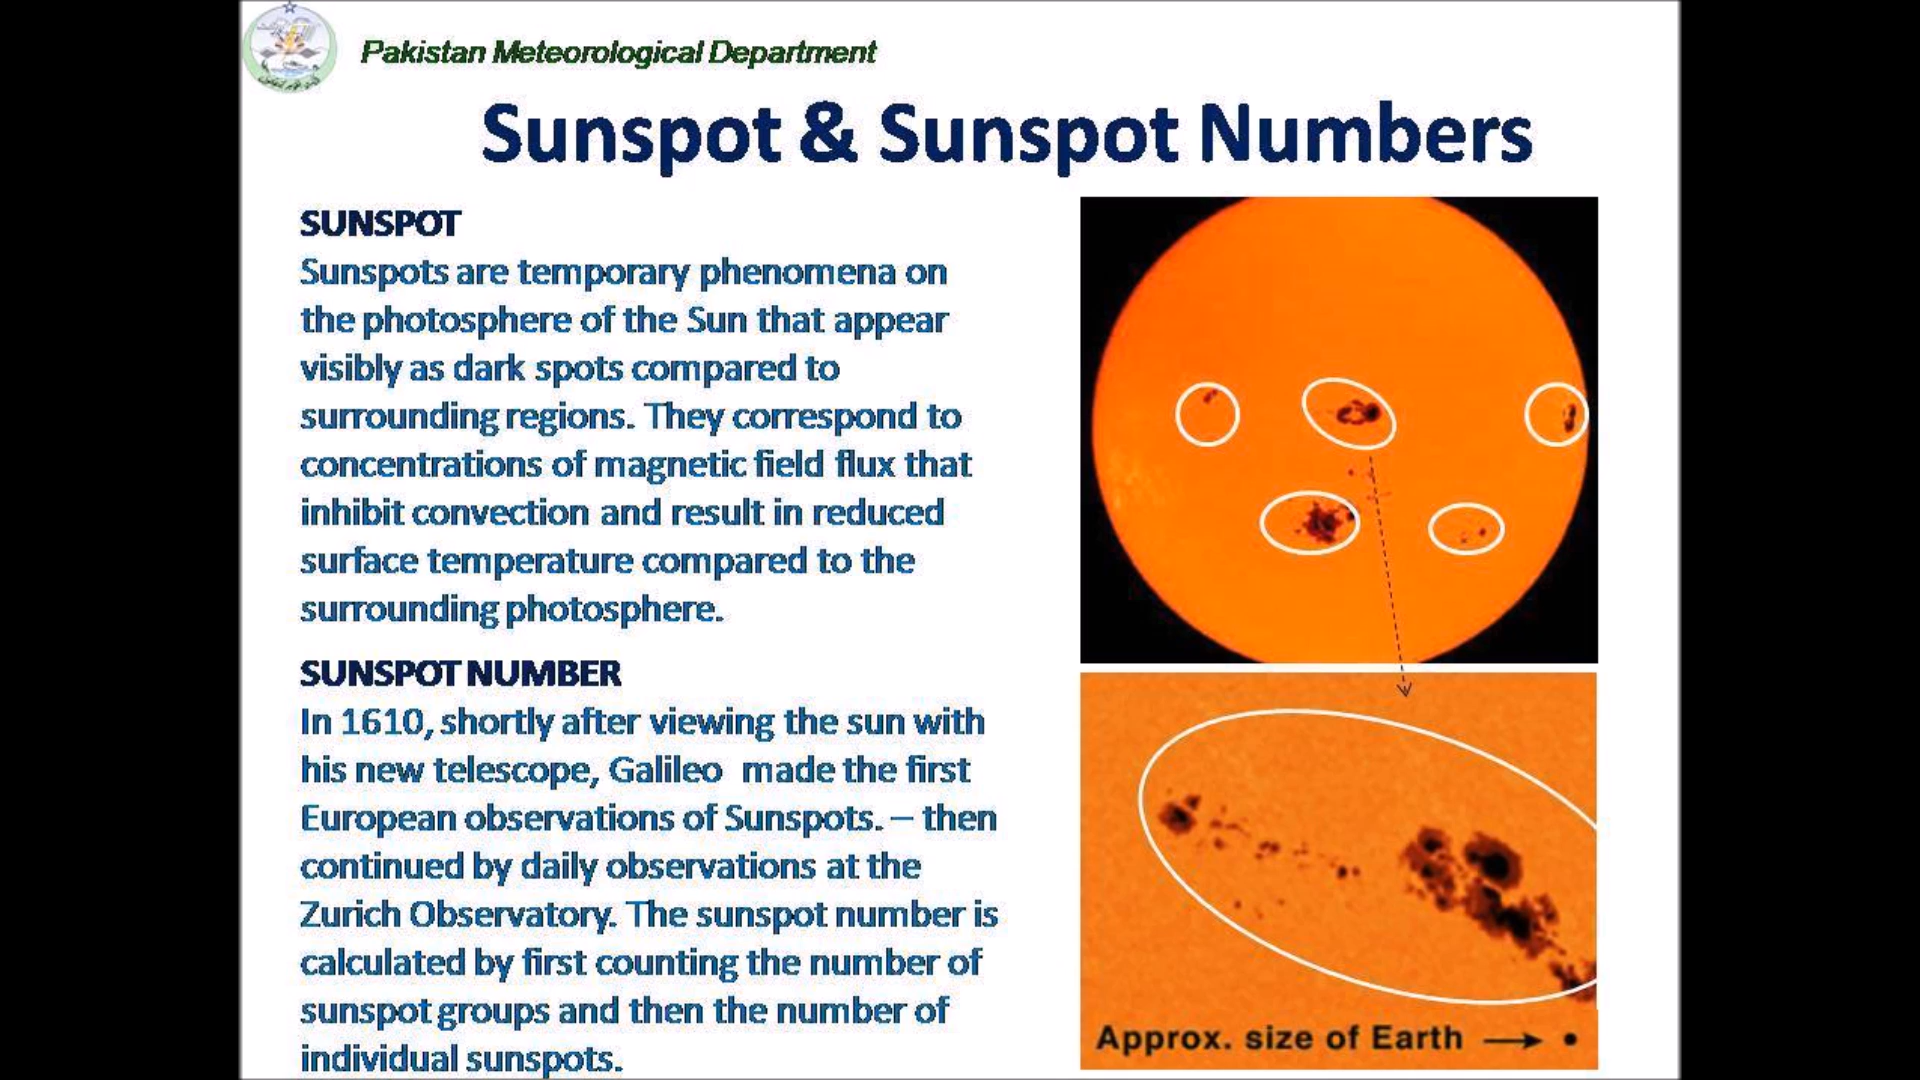 Pakistan Meteorological Department
Sunspot & Sunspot Numbers
SUNSPOT
Sunspots are temporary phenomena on
the photosphere of the Sun that appear
visibly as dark spots compared to
surrounding regions. They correspond to
concentrations of magnetic field flux that
inhibit convection and result in reduced
surface temperature compared to the
surrounding photosphere.
SUNSPOT NUMBER
In 1610, shortly after viewing the sun with
his new telescope, Galileo made the first
European observations of Sunspots. – then
continued by daily observations at the
Zurich Observatory. The sunspot number is
calculated by first counting the number of
sunspot groups and then the number of
individual sunspots.
Approx. size of Earth